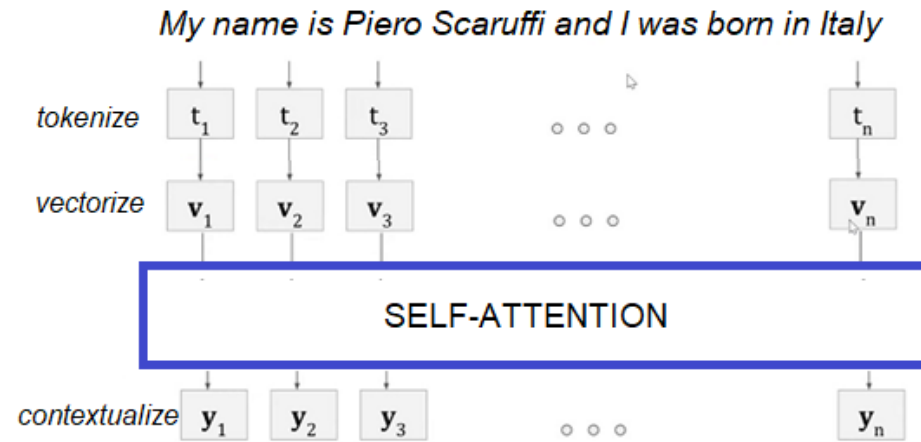 My name is Piero Scaruffi and I was born in Italy
tokenize t1 t2 t3 tn
vectorize v1 v2 v3 vn
SELF-ATTENTION
contextualize y1 y2 y3 yn